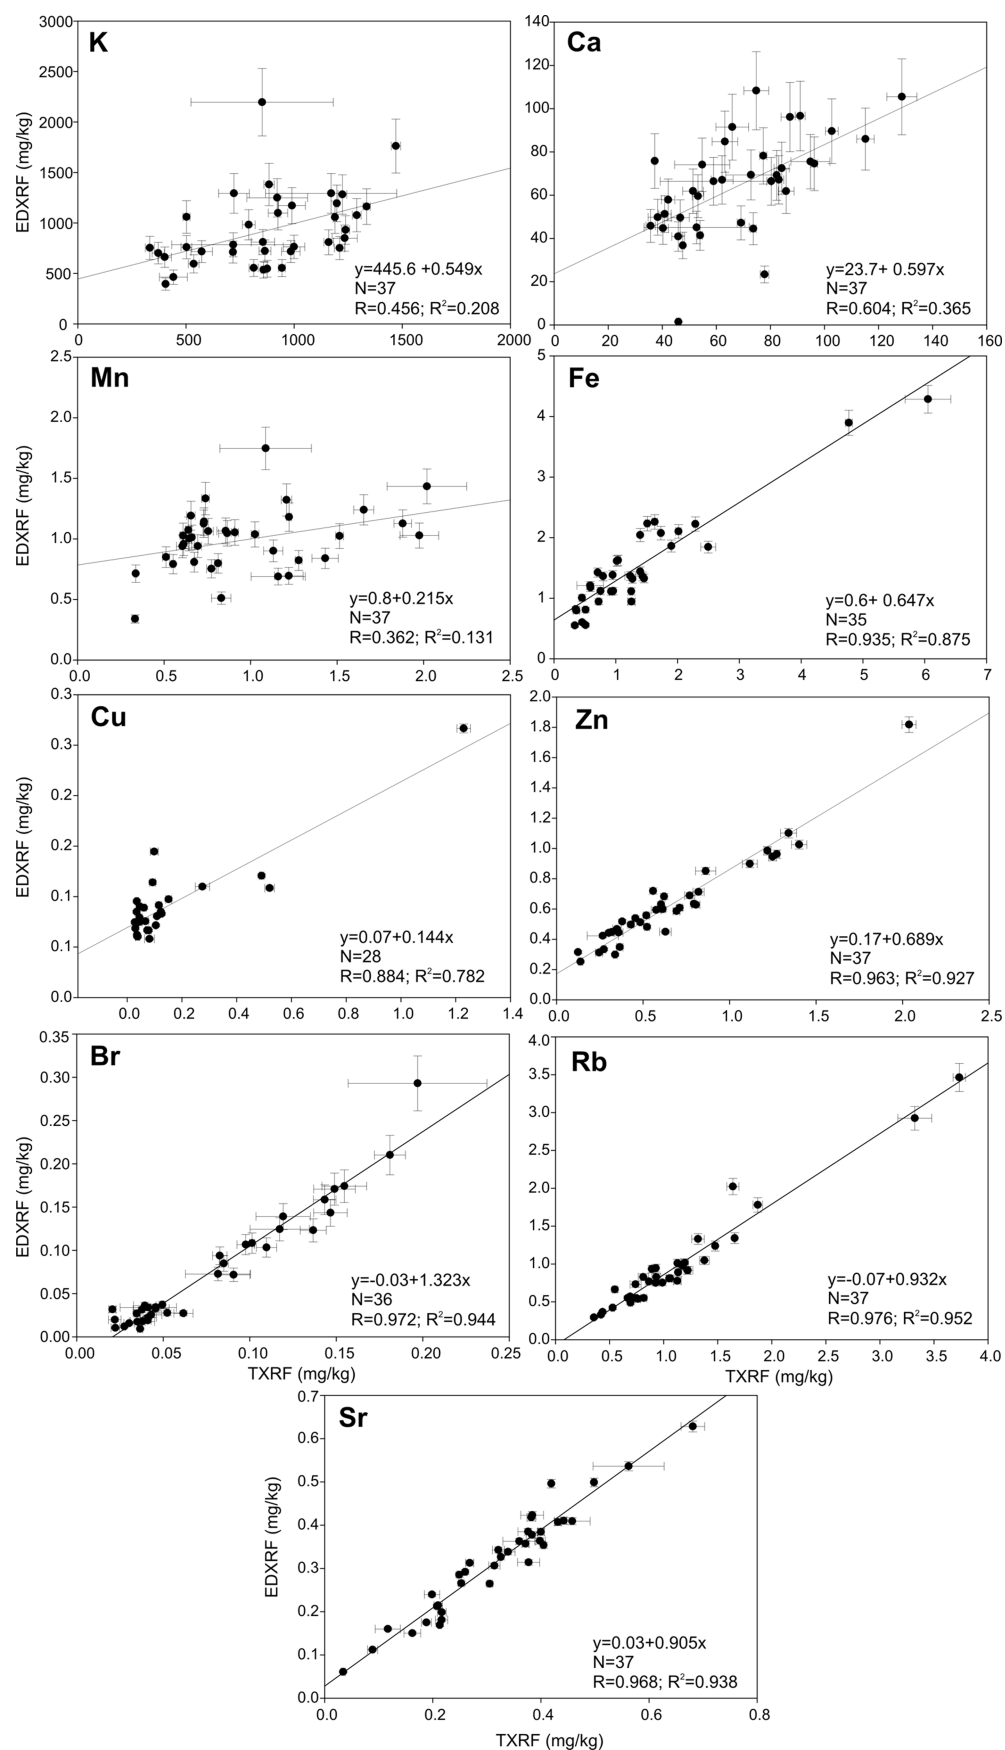 K
EDXRF (mg/kg)
3000
2500
2000
1500
1000
500
0
y=445.6 +0.549x
N=37
R=0.456; R²=0.208
500
1000
1500
2000
Ca
140
120
100
80
60
40
20
0
y=23.7+ 0.597x
N=37
R=0.604; R²=0.365
20
40
60
80
100
120
140
160
Mn
EDXRF (mg/kg)
2.5
2.0
1.5
1.0
0.5
0.0
y=0.8+0.215x
N=37
R=0.362; R²=0.131
0.0
0.5
1.0
1.5
2.0
2.5
Fe
5
4
3
2
1
0
y=0.6+ 0.647x
N=35
R=0.935; R²=0.875
0
1
2
3
4
5
6
7
Cu
EDXRF (mg/kg)
0.3
0.3
0.2
0.2
0.1
0.1
0.0
y=0.07+0.144x
N=28
R=0.884; R²=0.782
0.0
0.2
0.4
0.6
0.8
1.0
1.2
1.4
Zn
2.0
1.8
1.6
1.4
1.2
1.0
0.8
0.6
0.4
0.2
0.0
y=0.17+0.689x
N=37
R=0.963; R²=0.927
0.0
0.5
1.0
1.5
2.0
2.5
Br
EDXRF (mg/kg)
0.35
0.30
0.25
0.20
0.15
0.10
0.05
0.00
y=-0.03+1.323x
N=36
R=0.972; R²=0.944
0.00
0.05
0.10
0.15
0.20
0.25
TXRF (mg/kg)
Rb
4.0
3.5
3.0
2.5
2.0
1.5
1.0
0.5
0.0
y=-0.07+0.932x
N=37
R=0.976; R²=0.952
0.0
0.5
1.0
1.5
2.0
2.5
3.0
3.5
4.0
TXRF (mg/kg)
Sr
EDXRF (mg/kg)
0.7
0.6
0.5
0.4
0.3
0.2
0.1
0.0
y=0.03+0.905x
N=37
R=0.968; R²=0.938
0.0
0.2
0.4
0.6
0.8
TXRF (mg/kg)